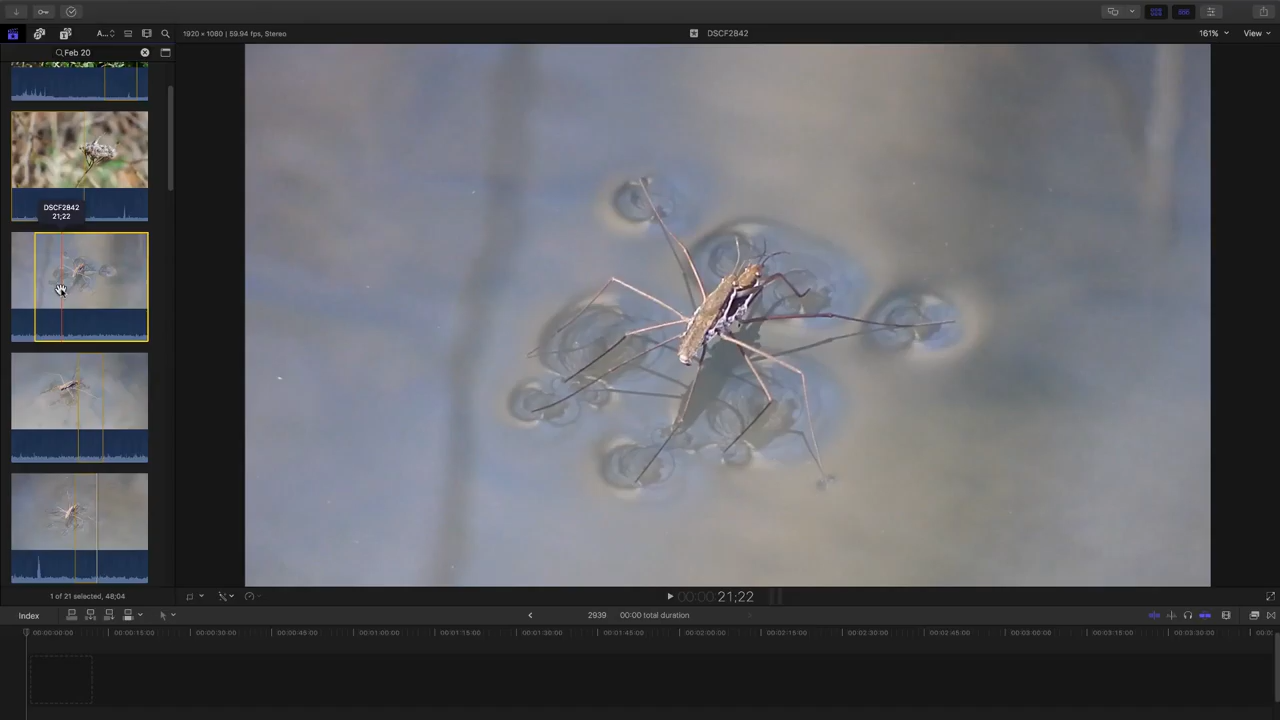 1920 × 1080 | 59.94 fps, Stereo
DSCF2842
161%
View
A...
Feb 20
DSCF2842
21;22
1 of 21 selected, 48;04
00:00:00:21;22
Index
2939
00:00 total duration
00:00:00:00
00:00:15:00
00:00:30:00
00:00:45:00
00:01:00:00
00:01:15:00
00:01:30:00
00:01:45:00
00:02:00:00
00:02:15:00
00:02:30:00
00:02:45:00
00:03:00:00
00:03:15:00
00:03:30:00